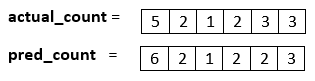 actual_count = 5 2 1 2 3 3
pred_count = 6 2 1 2 2 3